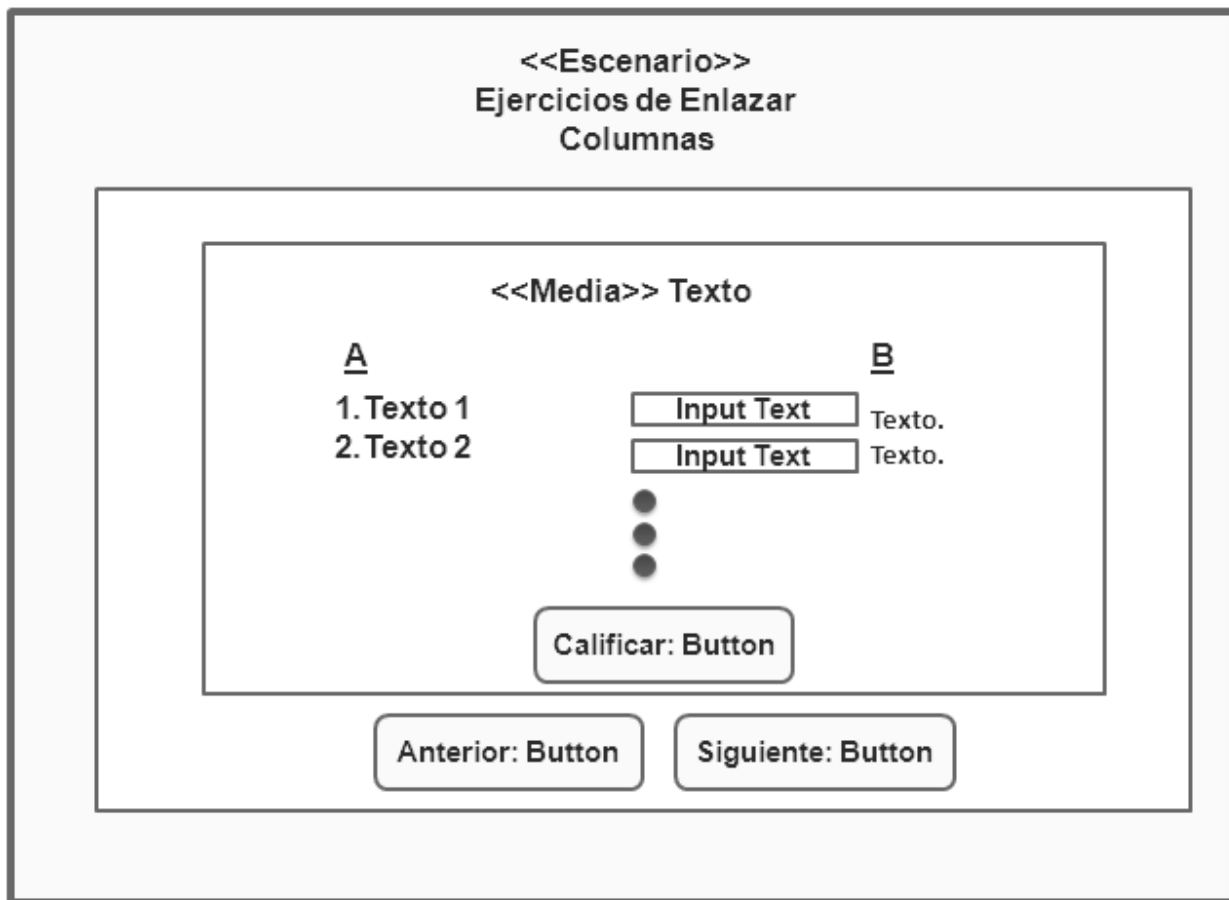 <<Escenario>>
Ejercicios de Enlazar
Columnas
<<Media>> Texto
A
B
1. Texto 1
Input Text
Texto.
2. Texto 2
Input Text
Texto.
Calificar: Button
Anterior: Button
Siguiente: Button